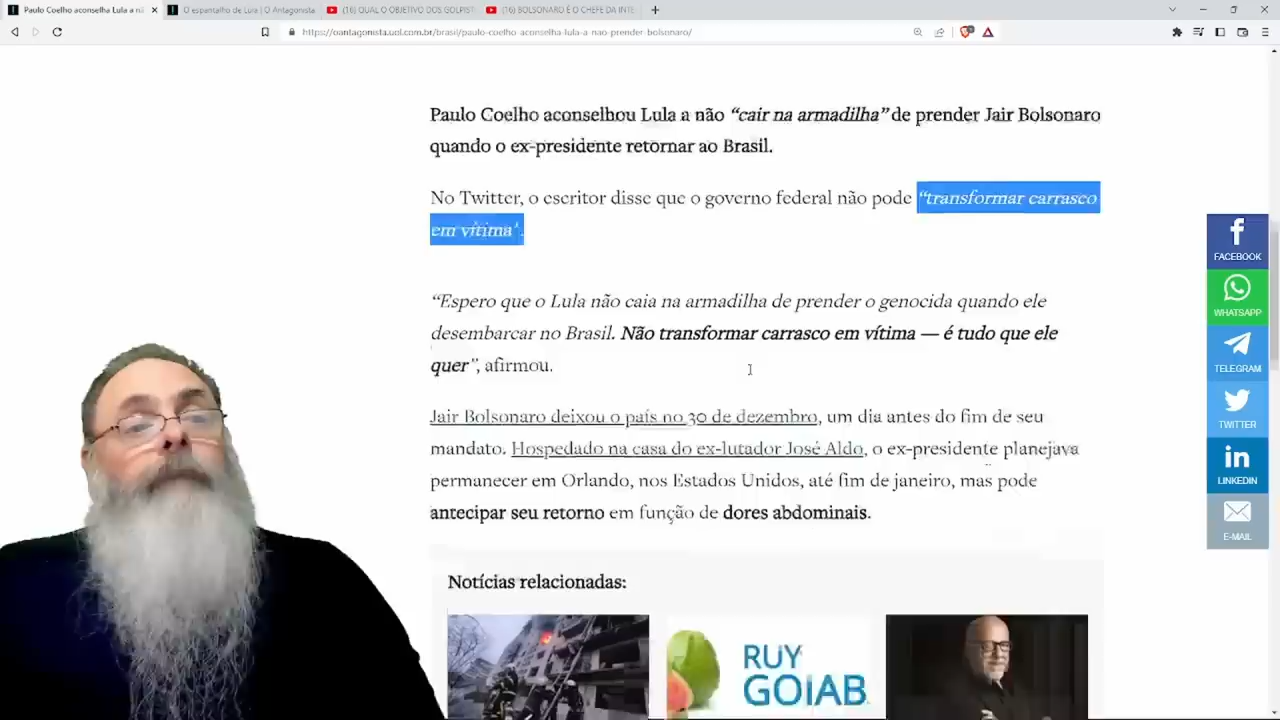 Paulo Coelho aconselha Lula a nã
O espantalho de Lula | O Antagonista
(16) QUAL O OBJETIVO DOS GOLPIST
(16) BOLSONARO É O CHEFE DA INTE
https://oantagonista.uol.com.br/brasil/paulo-coelho-aconselha-lula-a-nao-prender-bolsonaro/
Paulo Coelho aconselhou Lula a não “cair na armadilha” de prender Jair Bolsonaro
quando o ex-presidente retornar ao Brasil.
No Twitter, o escritor disse que o governo federal não pode “transformar carrasco
em vítima”.
“Espero que o Lula não caia na armadilha de prender o genocida quando ele
desembarcar no Brasil. Não transformar carrasco em vítima — é tudo que ele
quer”, afirmou.
Jair Bolsonaro deixou o país no 30 de dezembro, um dia antes do fim de seu
mandato. Hospedado na casa do ex-lutador José Aldo, o ex-presidente planejava
permanecer em Orlando, nos Estados Unidos, até fim de janeiro, mas pode
antecipar seu retorno em função de dores abdominais.
Notícias relacionadas:
RUY
GOIAB
FACEBOOK
WHATSAPP
TELEGRAM
TWITTER
LINKEDIN
E-MAIL